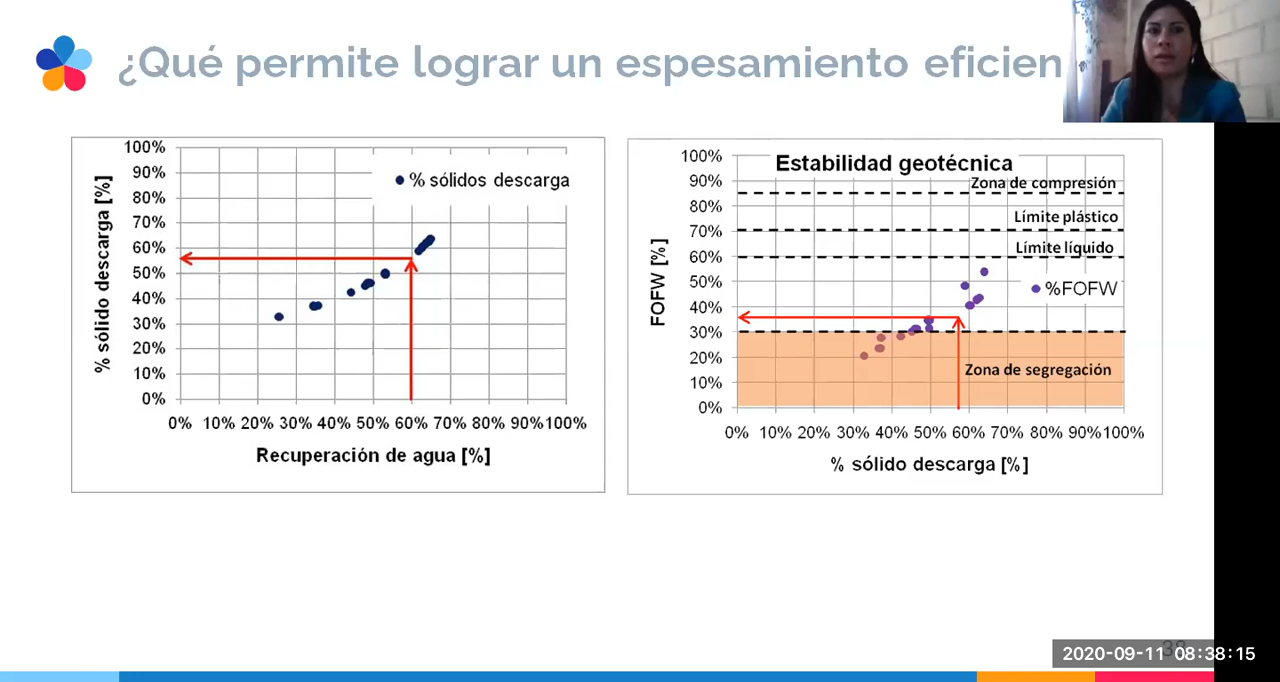 ¿Qué permite lograr un espesamiento eficien
100%
90%
80%
70%
60%
50%
40%
30%
20%
10%
0%
% sólido descarga [%]
% sólidos descarga
0% 10% 20% 30% 40% 50% 60% 70% 80% 90% 100%
Recuperación de agua [%]
Estabilidad geotécnica
100%
90%
80%
70%
60%
50%
40%
30%
20%
10%
0%
FOFW [%]
Zona de compresión
Límite plástico
Límite líquido
%FOFW
Zona de segregación
0% 10% 20% 30% 40% 50% 60% 70% 80% 90% 100%
% sólido descarga [%]
2020-09-11 08:38:15